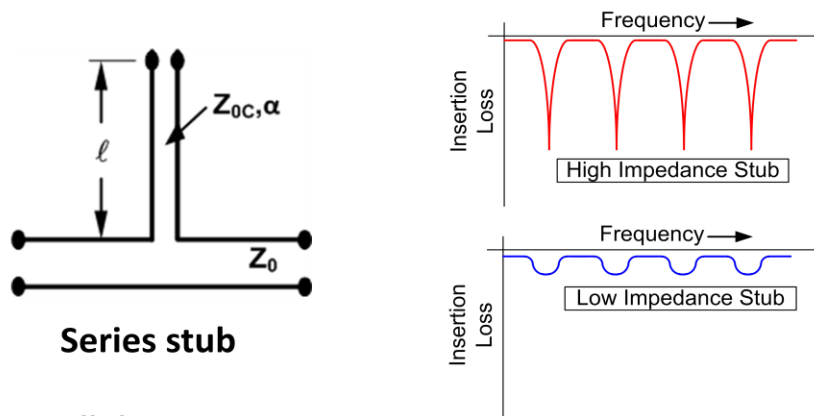 Z0C,α
ℓ
Z0
Series stub
Frequency
Insertion
Loss
High Impedance Stub
Frequency
Insertion
Loss
Low Impedance Stub